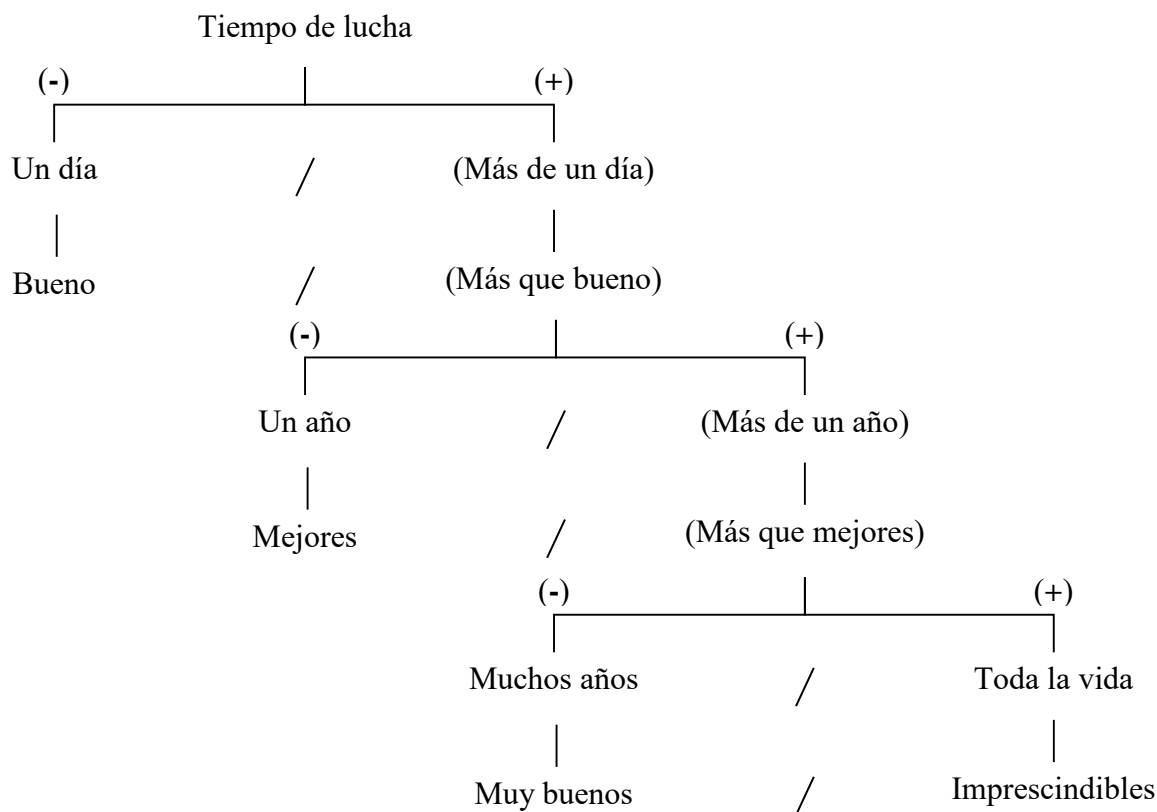 Tiempo de lucha
(-) (+)
Un día / (Más de un día)
Bueno / (Más que bueno)
(-) (+)
Un año / (Más de un año)
Mejores / (Más que mejores)
(-) (+)
Muchos años / Toda la vida
Muy buenos / Imprescindibles